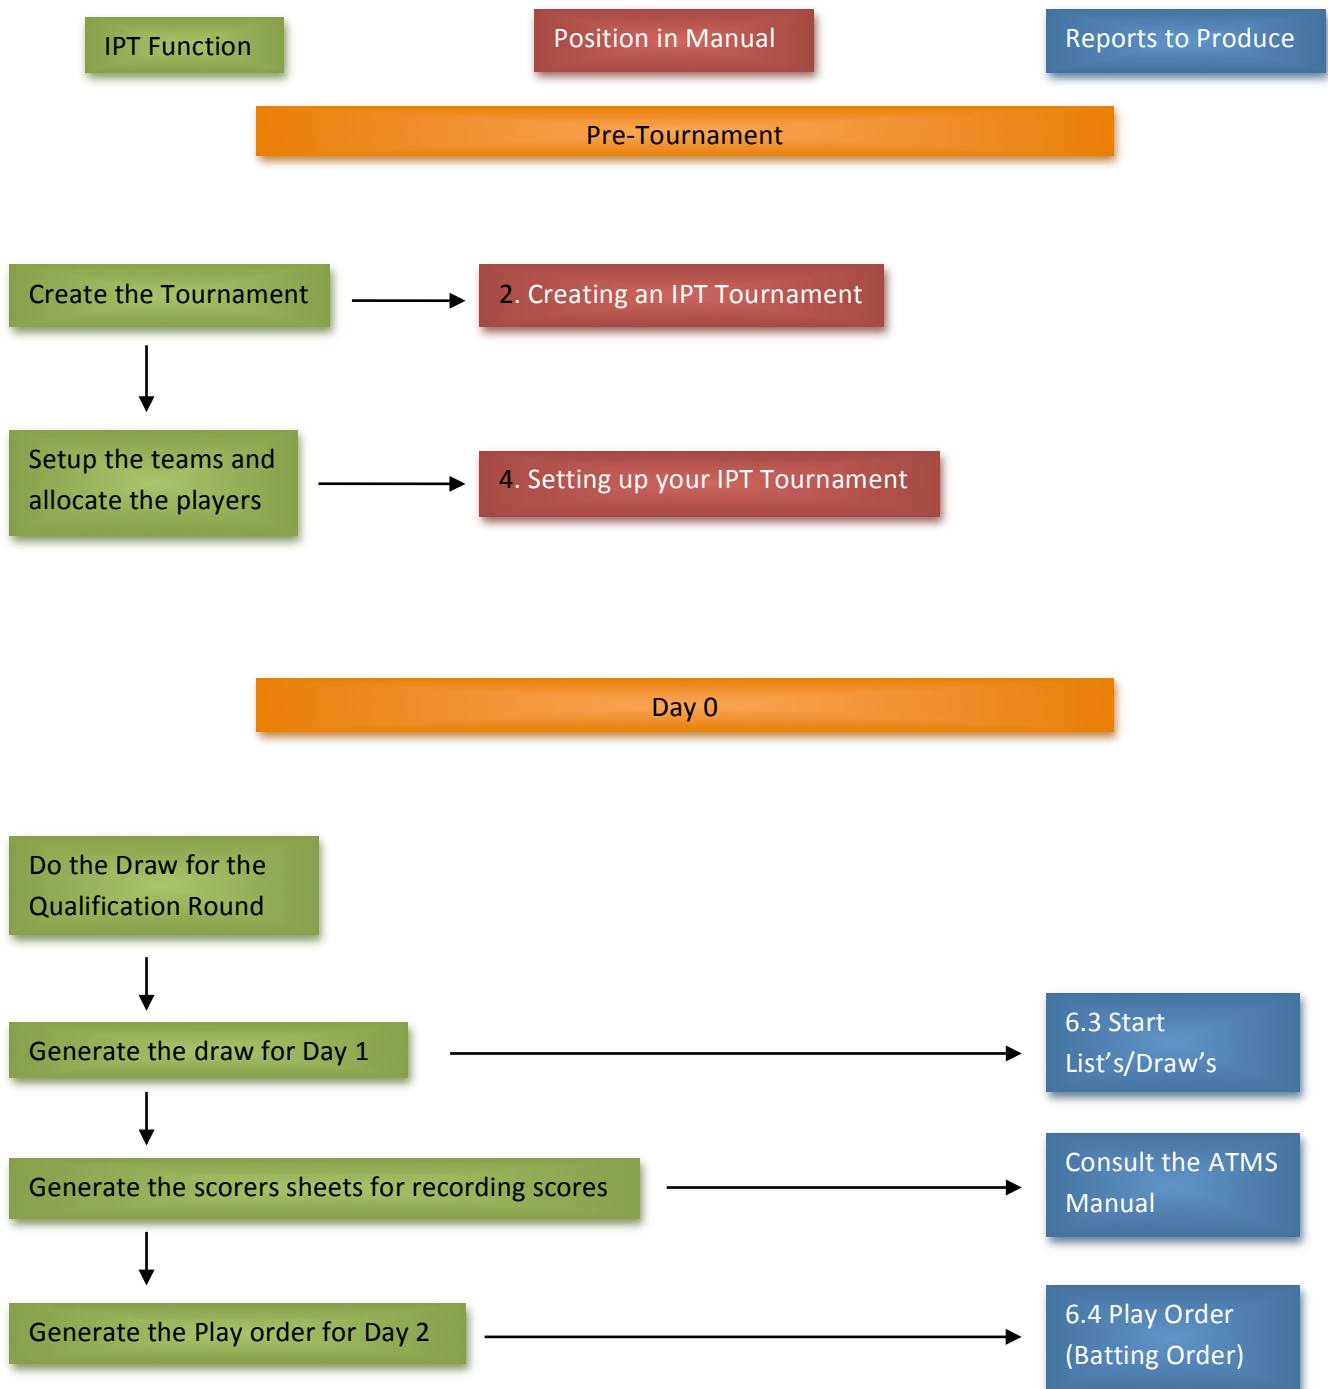 IPT Function
Position in Manual
Reports to Produce
Pre-Tournament
Create the Tournament
2. Creating an IPT Tournament
Setup the teams and
allocate the players
4. Setting up your IPT Tournament
Day 0
Do the Draw for the
Qualification Round
Generate the draw for Day 1
6.3 Start
List’s/Draw’s
Generate the scorers sheets for recording scores
Consult the ATMS
Manual
Generate the Play order for Day 2
6.4 Play Order
(Batting Order)